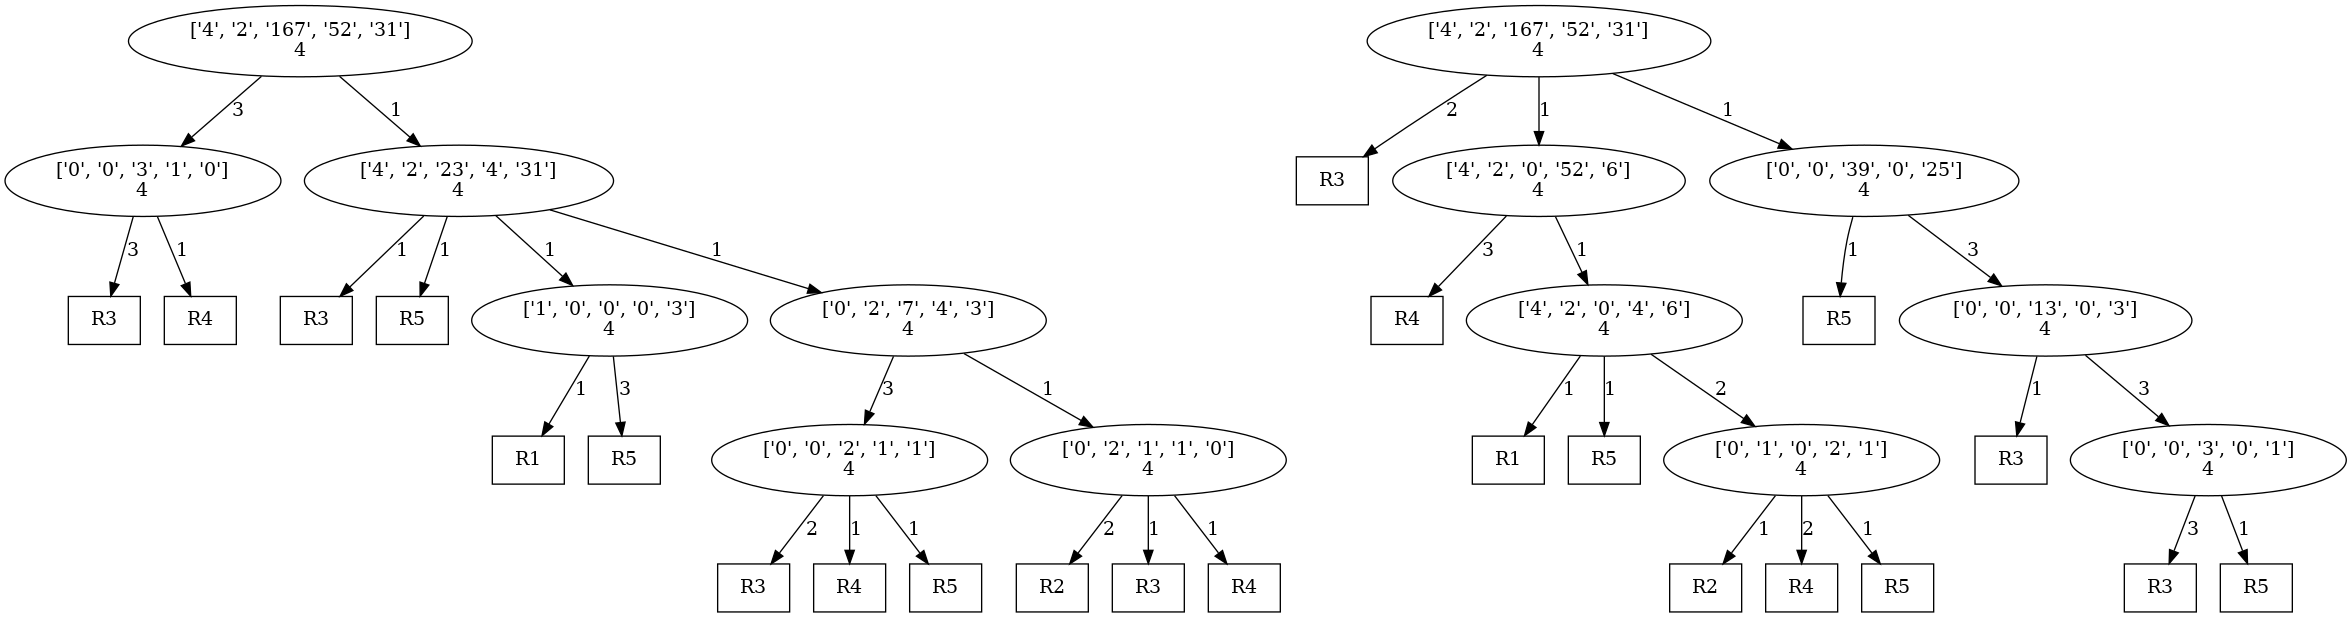 ['4', '2', '167', '52', '31']
4
['4', '2', '167', '52', '31']
4
3
1
2
1
1
['0', '0', '3', '1', '0']
4
['4', '2', '23', '4', '31']
4
R3
['4', '2', '0', '52', '6']
4
['0', '0', '39', '0', '25']
4
3
1
1
1
1
1
3
1
1
3
R3
R4
R3
R5
['1', '0', '0', '0', '3']
4
['0', '2', '7', '4', '3']
4
R4
['4', '2', '0', '4', '6']
4
R5
['0', '0', '13', '0', '3']
4
1
3
3
1
1
1
2
1
3
R1
R5
['0', '0', '2', '1', '1']
4
['0', '2', '1', '1', '0']
4
R1
R5
['0', '1', '0', '2', '1']
4
R3
['0', '0', '3', '0', '1']
4
2
1
1
2
1
1
1
2
1
3
1
R3
R4
R5
R2
R3
R4
R2
R4
R5
R3
R5